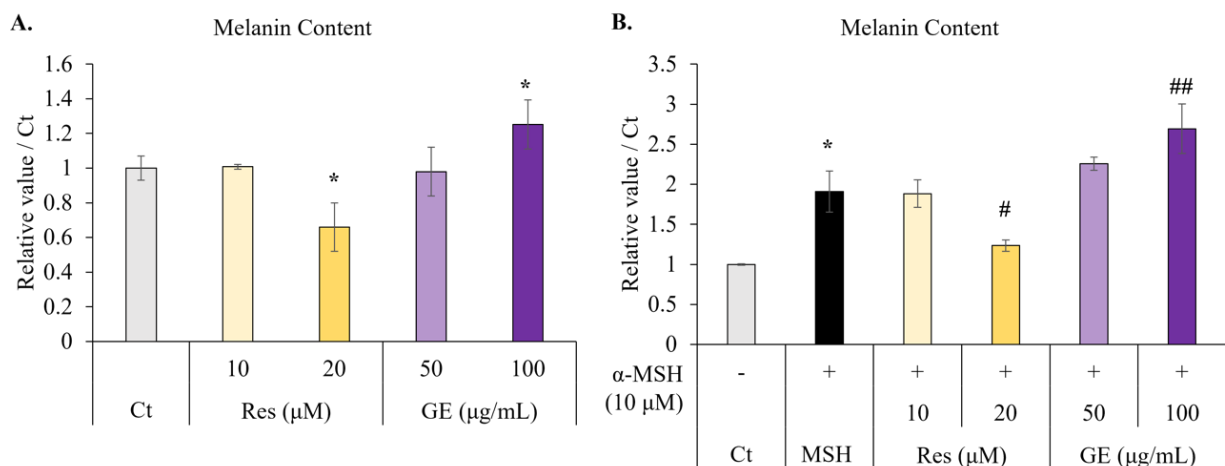 A.
Melanin Content
Relative value / Ct
1.6
1.4
1.2
1
0.8
0.6
0.4
0.2
0
*
*
10 20 50 100
Ct Res (μM) GE (μg/mL)
B.
Melanin Content
Relative value / Ct
3.5
3
2.5
2
1.5
1
0.5
0
*
#
##
α-MSH - + + + + +
(10 μM) 10 20 50 100
Ct MSH Res (μM) GE (μg/mL)